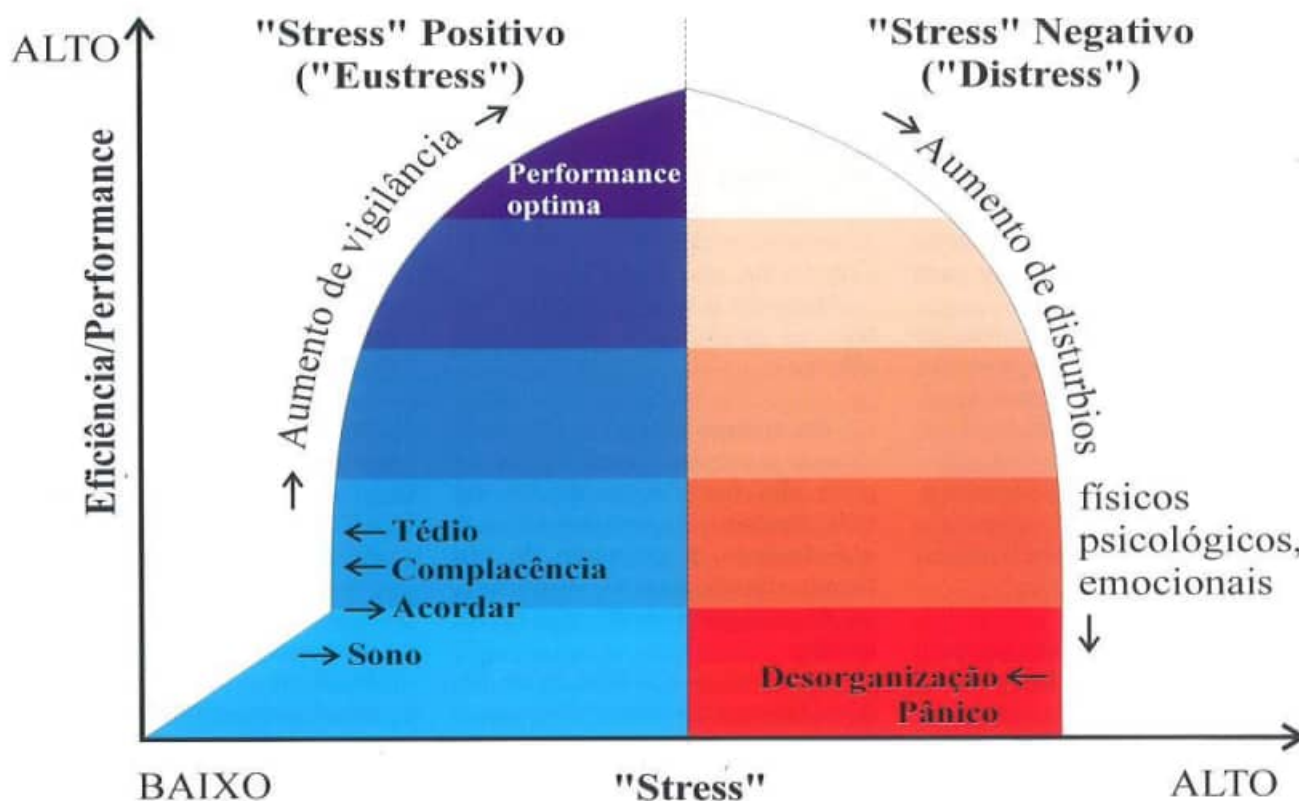 ALTO
"Stress" Positivo
("Eustress")
"Stress" Negativo
("Distress")
Eficiência/Performance
Aumento de vigilância
Performance
optima
Aumento de disturbios
físicos
psicológicos,
emocionais
Tédio
Complacência
Acordar
Sono
Desorganização
Pânico
BAIXO
"Stress"
ALTO